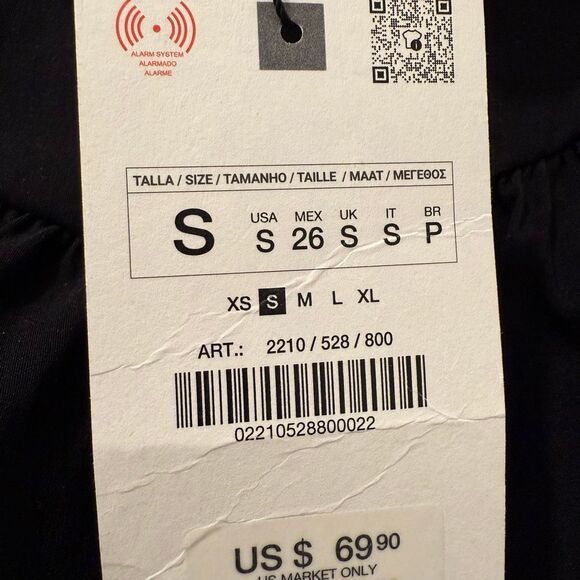 ALARM SYSTEM
ALARMADO
ALARME
TALLA / SIZE / TAMANHO / TAILLE / MAAT / ΜΕΓΕΘΟΣ
S
USA MEX UK IT BR
S 26 S S P
XS S M L XL
ART.: 2210 / 528 / 800
02210528800022
US $ 69.90
US MARKET ONLY